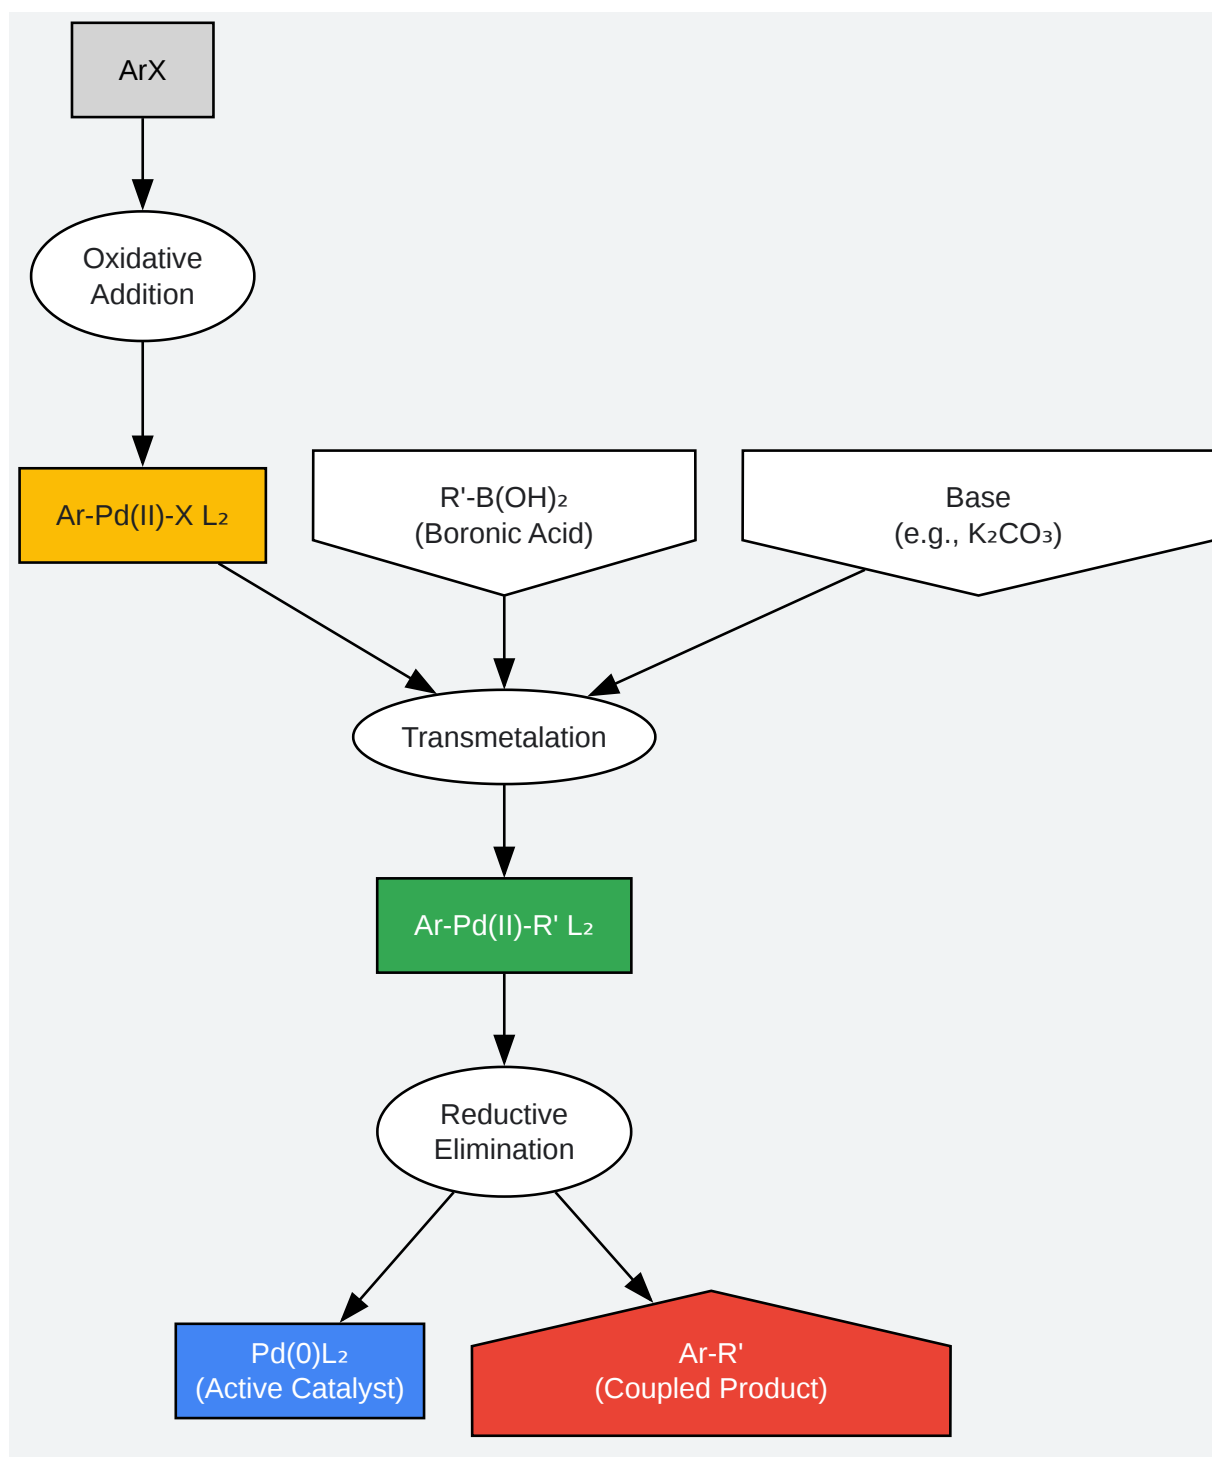 ArX
Oxidative
Addition
Ar-Pd(II)-X L₂
R'-B(OH)₂
(Boronic Acid)
Base
(e.g., K₂CO₃)
Transmetalation
Ar-Pd(II)-R' L₂
Reductive
Elimination
Pd(0)L₂
(Active Catalyst)
Ar-R'
(Coupled Product)